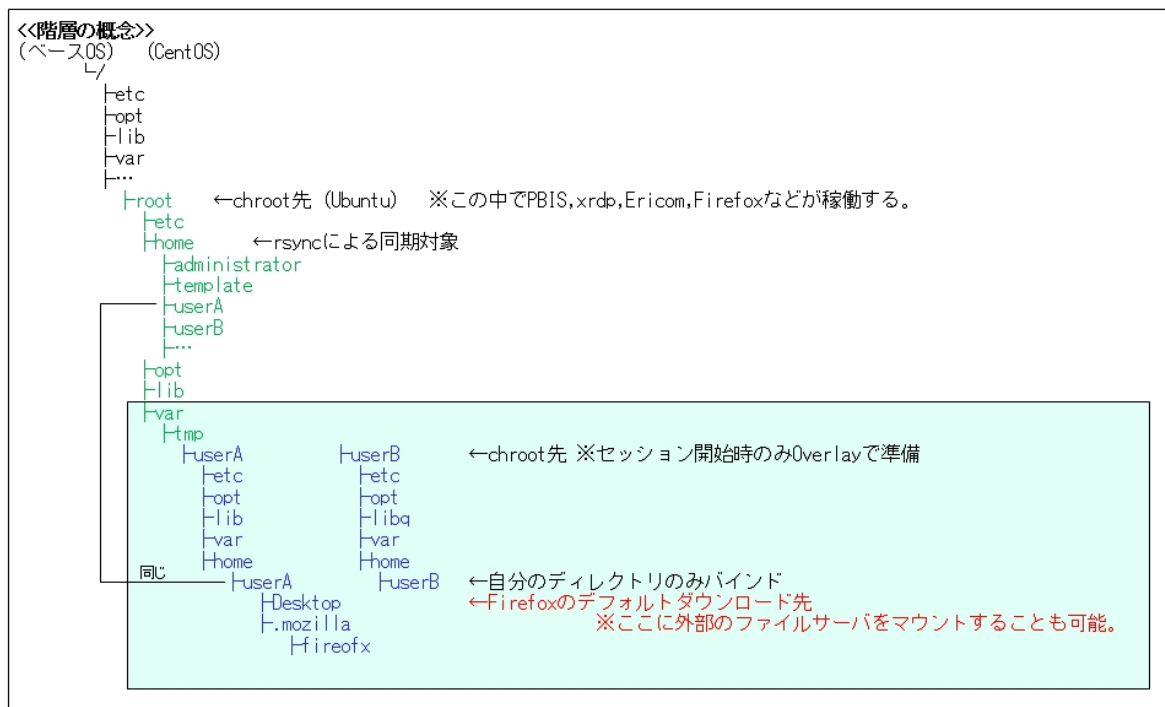 <<階層の概念>>
(ベースOS) (CentOS)
└/
├etc
├opt
├lib
├var
├…
├root ←chroot先 (Ubuntu) ※この中でPBIS,xrdp,Ericom,Firefoxなどが稼働する。
├etc
├home ←rsyncによる同期対象
├administrator
├template
├userA
├userB
├…
├opt
├lib
├var
├tmp
├userA ├userB ←chroot先 ※セッション開始時のみOverlayで準備
├etc ├etc
├opt ├opt
├lib ├libq
├var ├var
├home ├home
同じ ├userA ├userB ←自分のディレクトリのみバインド
├Desktop ←Firefoxのデフォルトダウンロード先
├.mozilla ※ここに外部のファイルサーバをマウントすることも可能。
├fireofx